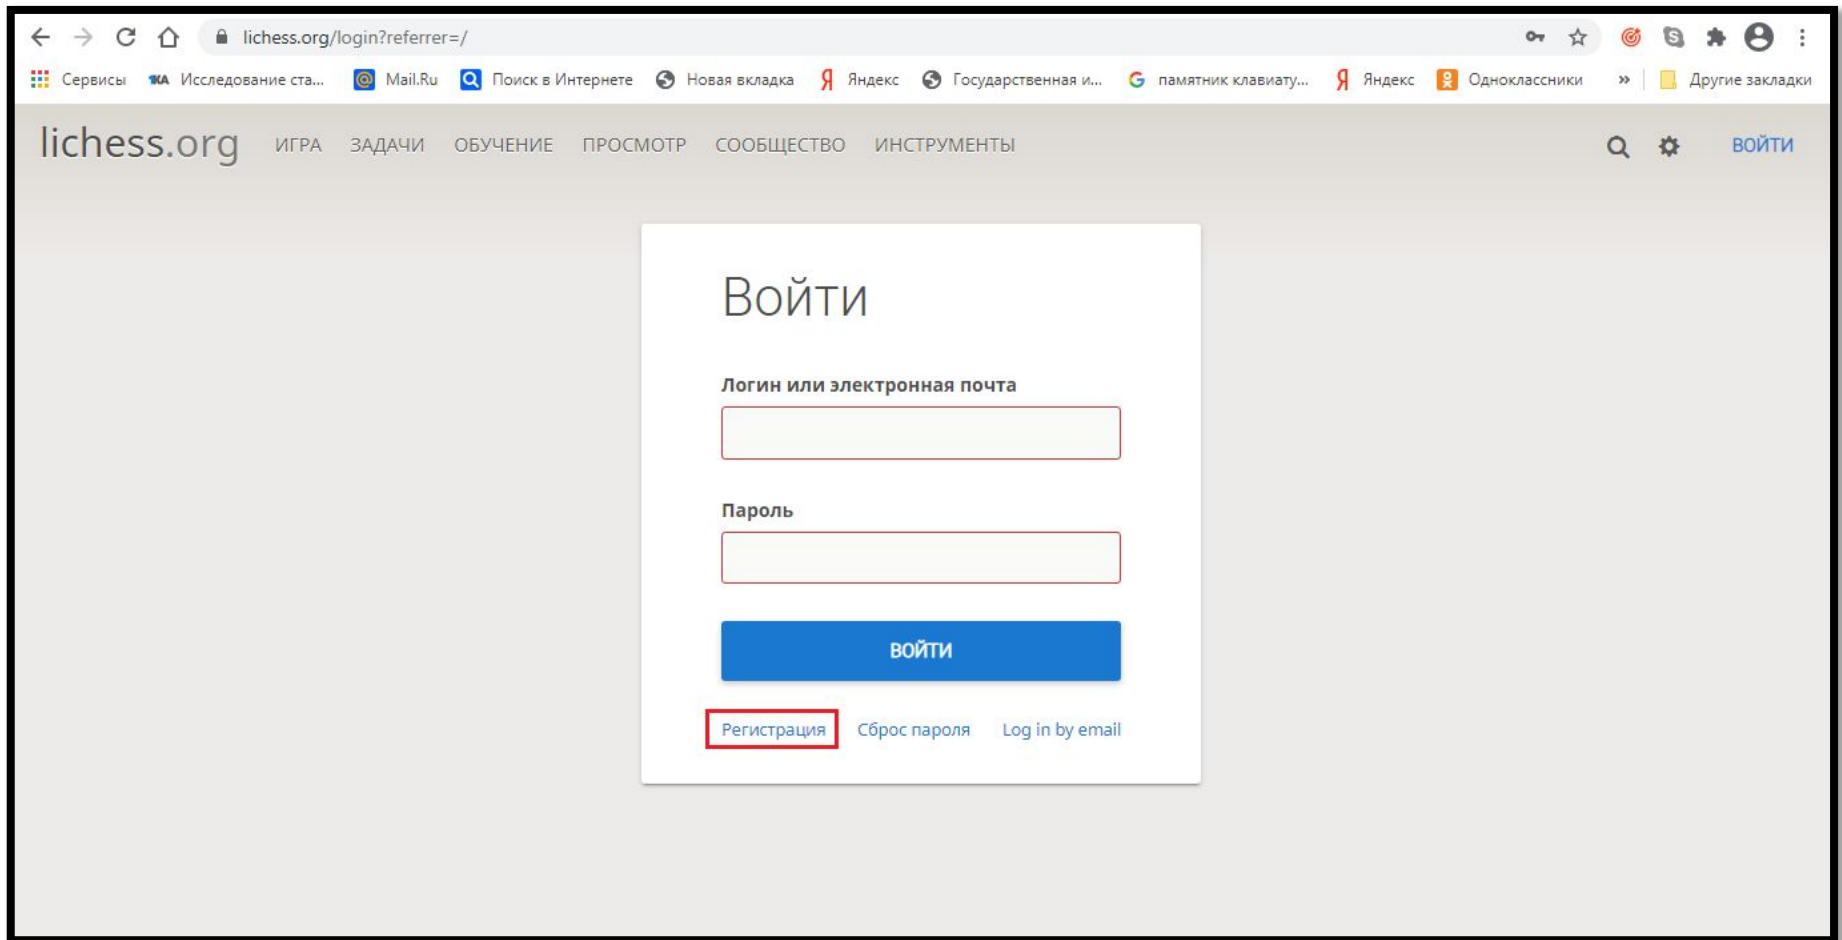 lichess.org/login?referrer=/
Сервисы 1КА Исследование ста... Mail.Ru Поиск в Интернете Новая вкладка Яндекс Государственная и... памятник клавиату... Яндекс Одноклассники » Другие закладки
lichess.org ИГРА ЗАДАЧИ ОБУЧЕНИЕ ПРОСМОТР СООБЩЕСТВО ИНСТРУМЕНТЫ ВОЙТИ
Войти
Логин или электронная почта
Пароль
ВОЙТИ
Регистрация Сброс пароля Log in by email